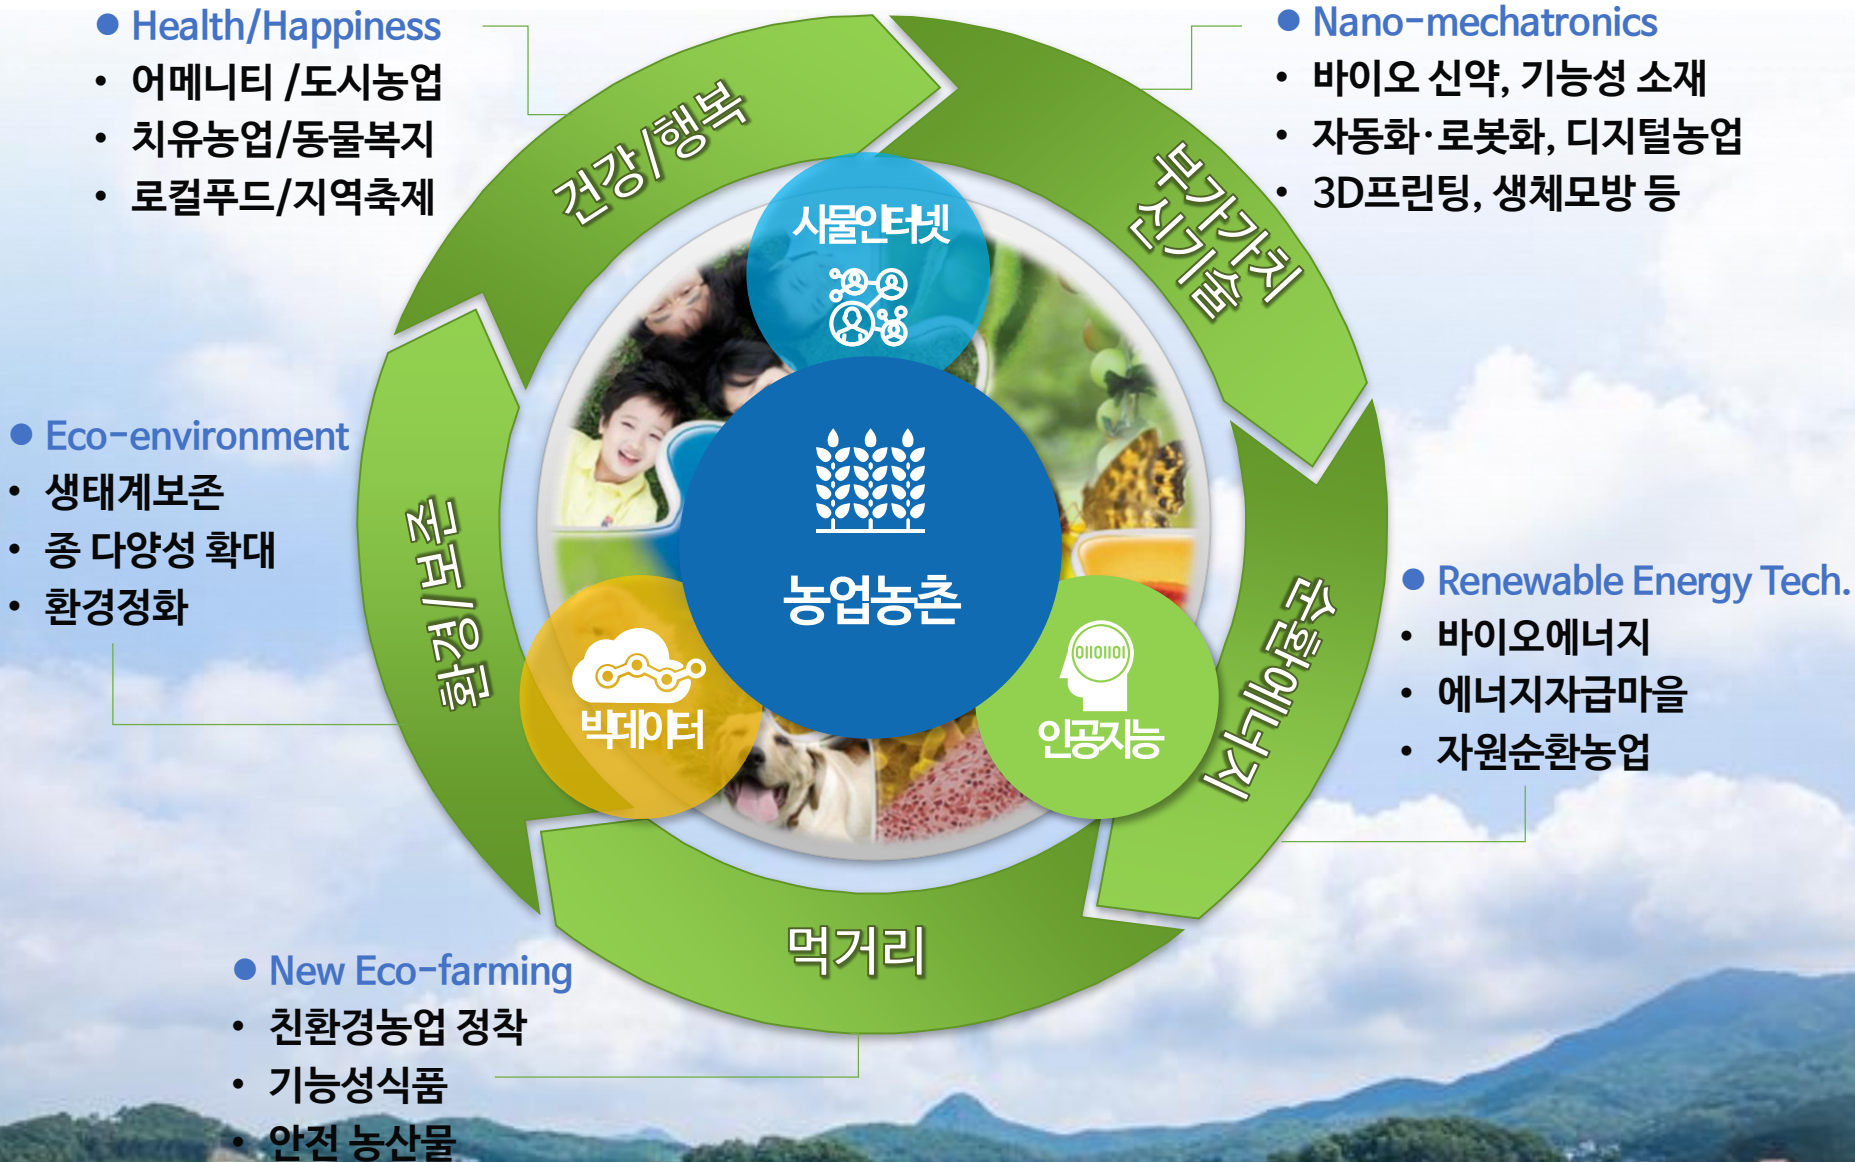 ● Health/Happiness
• 어메니티 /도시농업
• 치유농업/동물복지
• 로컬푸드/지역축제
● Nano-mechatronics
• 바이오 신약, 기능성 소재
• 자동화·로봇화, 디지털농업
• 3D프린팅, 생체모방 등
건강/행복
부가가치
신기술
사물인터넷
● Eco-environment
• 생태계보존
• 종 다양성 확대
• 환경정화
환경/보존
농업농촌
순환에너지
● Renewable Energy Tech.
• 바이오에너지
• 에너지자급마을
• 자원순환농업
빅데이터
01101101
인공지능
먹거리
● New Eco-farming
• 친환경농업 정착
• 기능성식품
• 안전 농산물